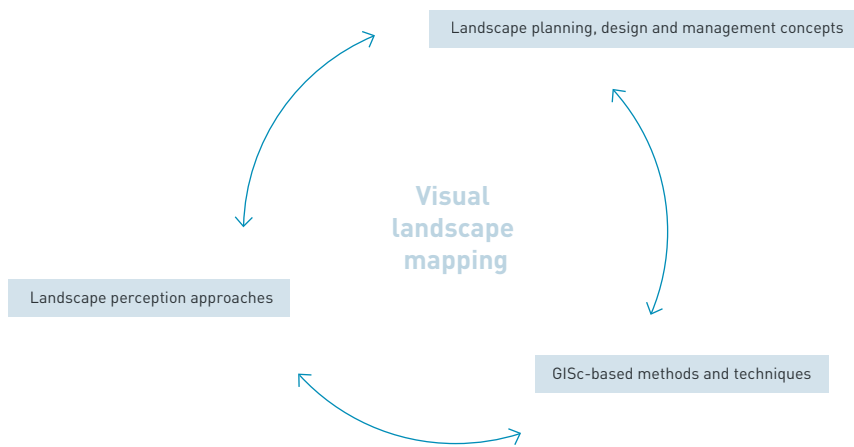 Landscape planning, design and management concepts
Visual
landscape
mapping
Landscape perception approaches
GISc-based methods and techniques